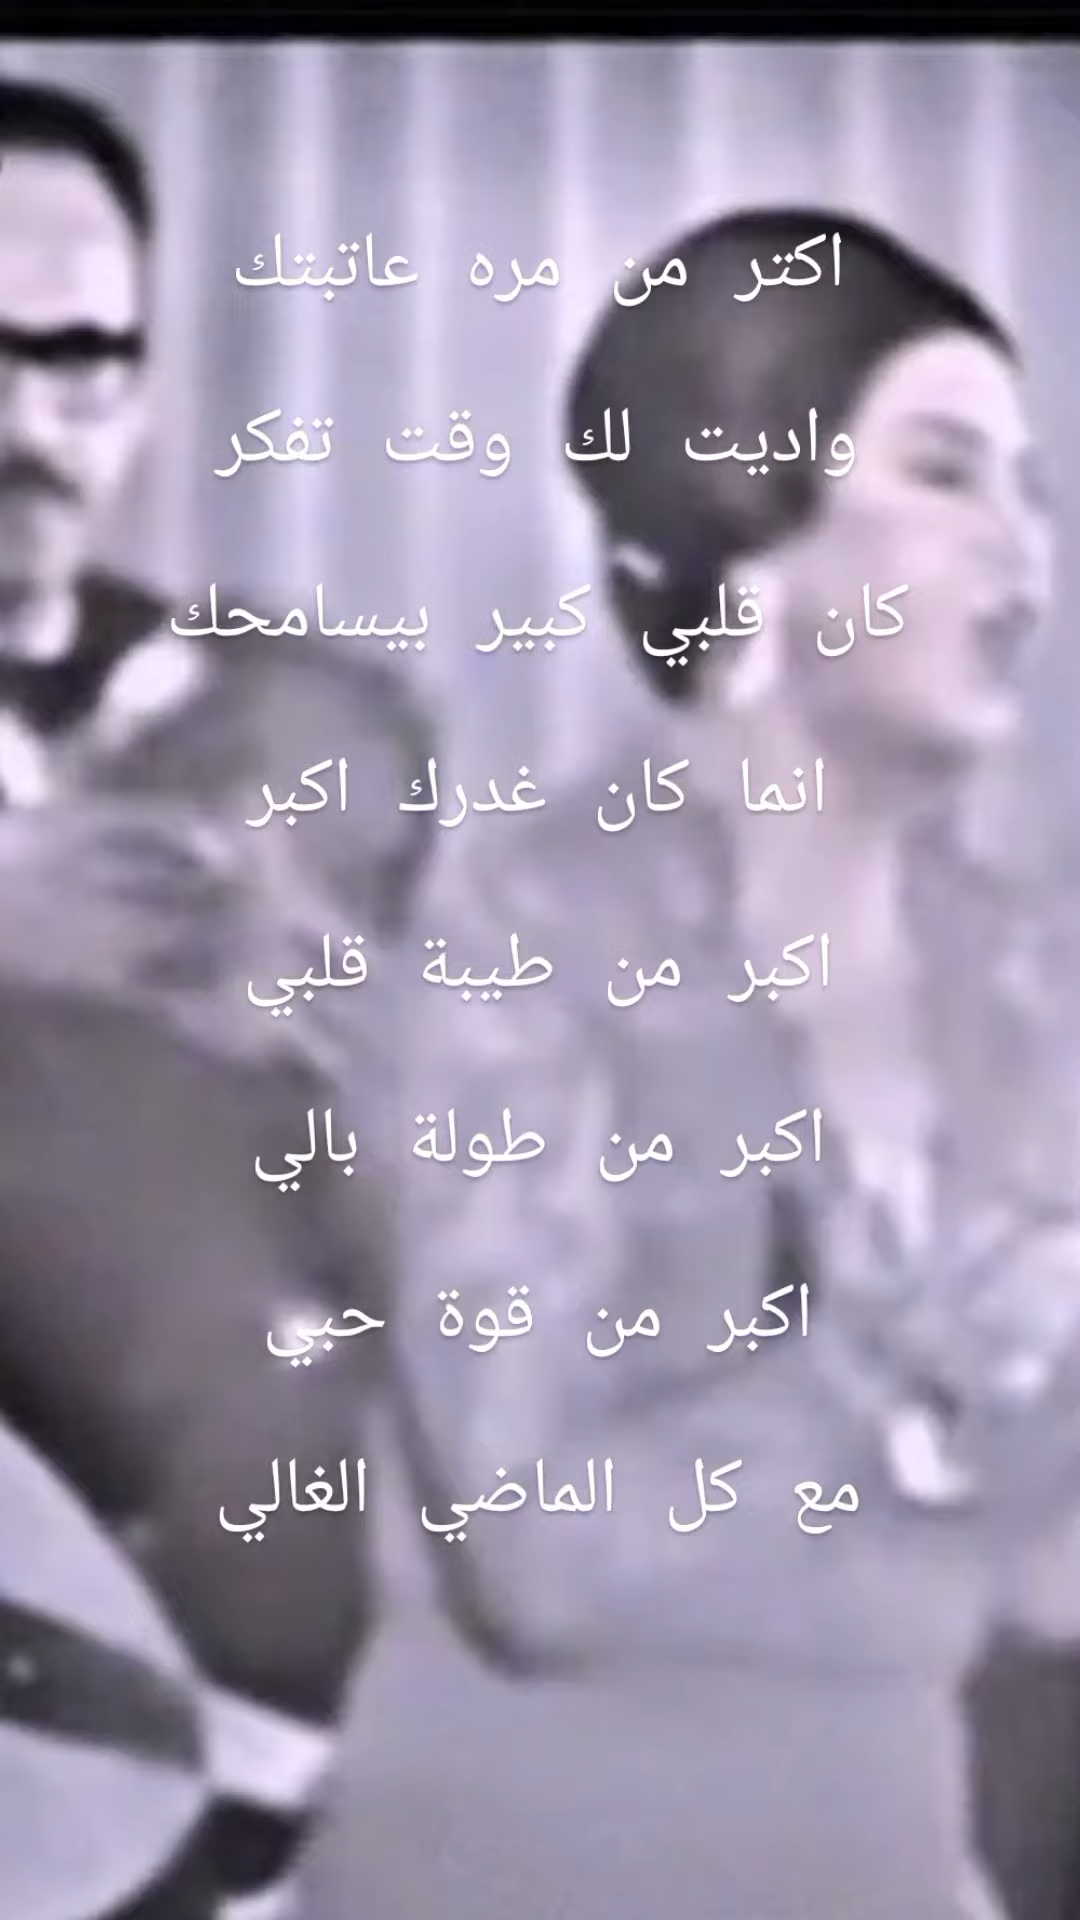 اكتر من مره عاتبتك
واديت لك وقت تفكر
كان قلبي كبير بيسامحك
انما كان غدرك اكبر
اكبر من طيبة قلبي
اكبر من طولة بالي
اكبر من قوة حبي
مع كل الماضي الغالي